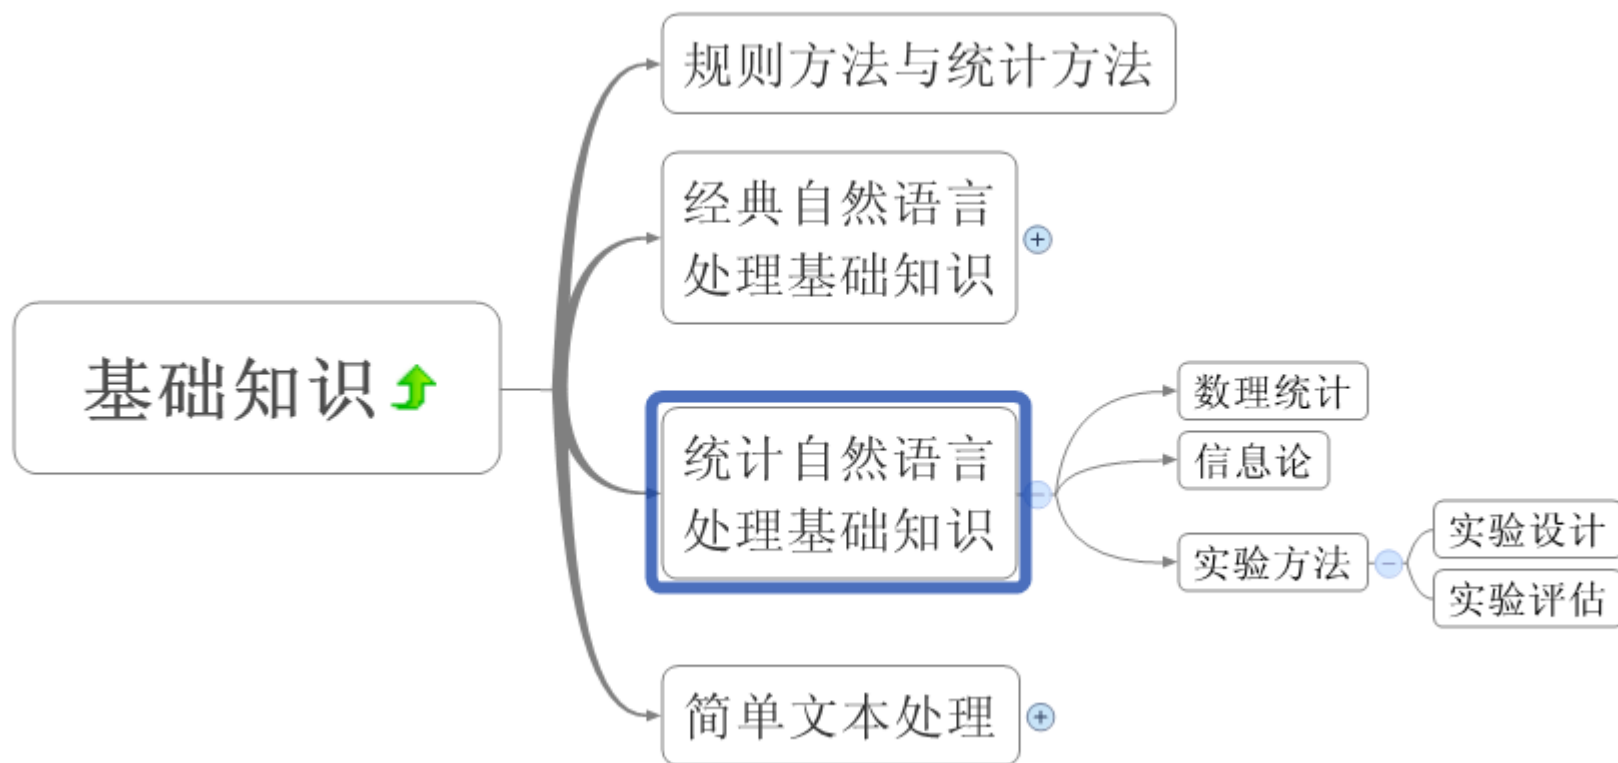 规则方法与统计方法
经典自然语言
处理基础知识
基础知识
统计自然语言
处理基础知识
数理统计
信息论
实验方法
实验设计
实验评估
简单文本处理